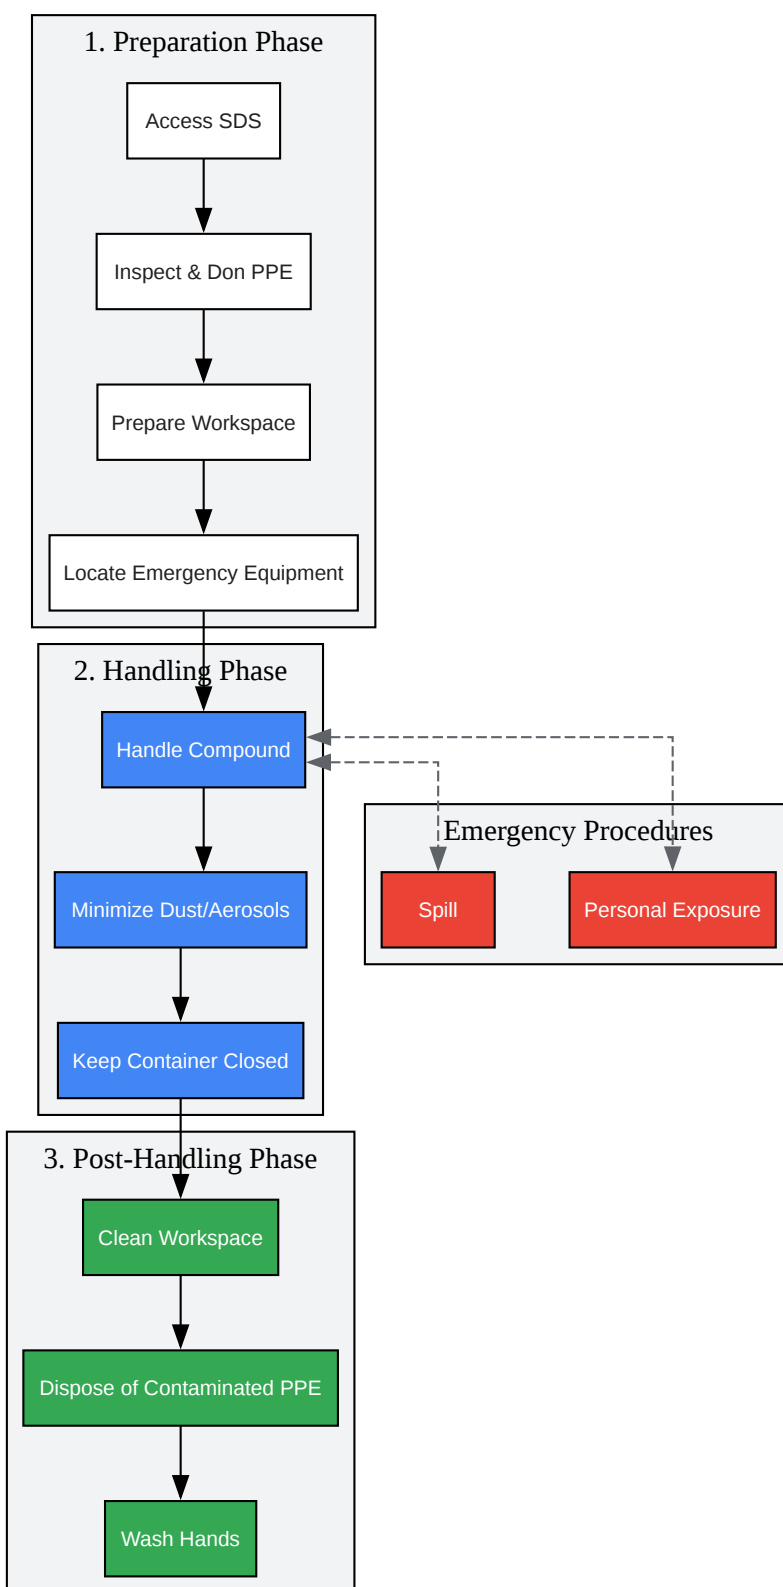 1. Preparation Phase
Access SDS
Inspect & Don PPE
Prepare Workspace
Locate Emergency Equipment
2. Handling Phase
Handle Compound
Emergency Procedures
Minimize Dust/Aerosols
Spill
Personal Exposure
Keep Container Closed
3. Post-Handling Phase
Clean Workspace
Dispose of Contaminated PPE
Wash Hands